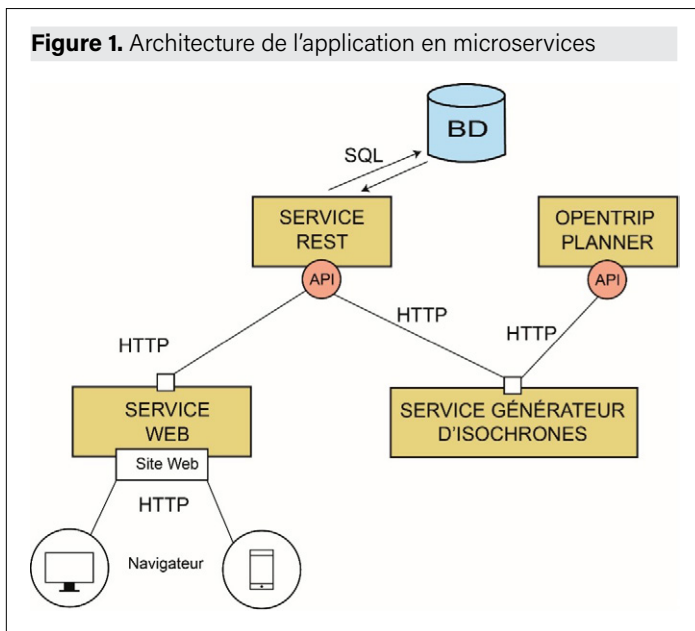 Figure 1. Architecture de l’application en microservices
BD
SQL
SERVICE
REST
OPENTRIP
PLANNER
API
API
HTTP
HTTP
HTTP
SERVICE
WEB
SERVICE GÉNÉRATEUR
D’ISOCHRONES
Site Web
HTTP
Navigateur